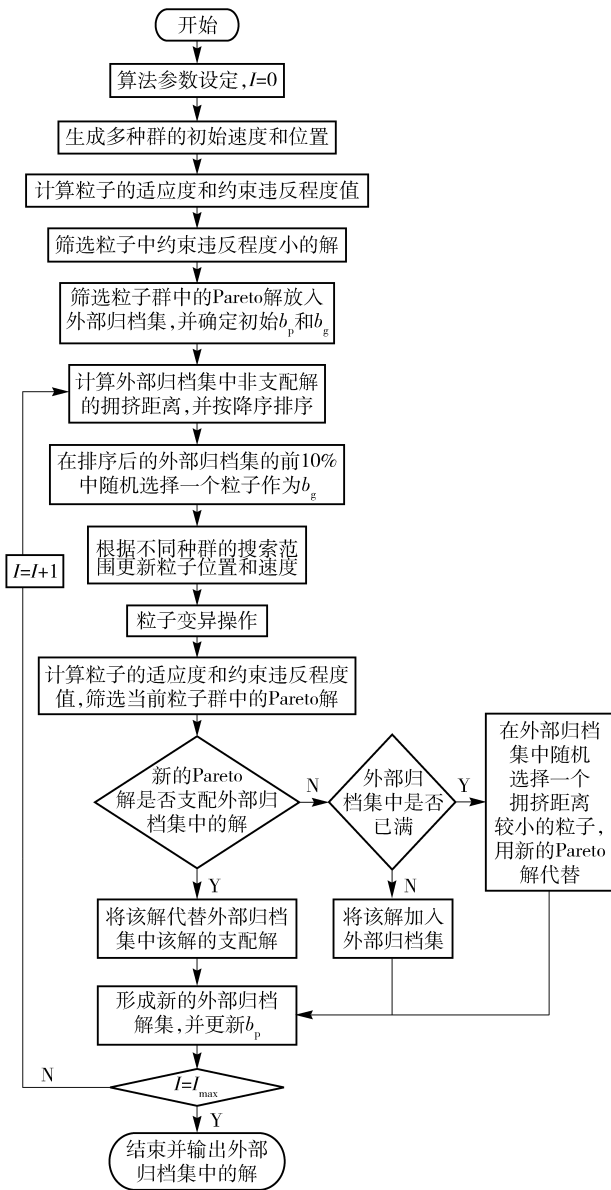 开始
算法参数设定,I=0
生成多种群的初始速度和位置
计算粒子的适应度和约束违反程度值
筛选粒子中约束违反程度小的解
筛选粒子群中的Pareto解放入
外部归档集,并确定初始bp和bg
计算外部归档集中非支配解
的拥挤距离,并按降序排序
在排序后的外部归档集的前10%
中随机选择一个粒子作为bg
根据不同种群的搜索范
围更新粒子位置和速度
I=I+1
粒子变异操作
计算粒子的适应度和约束违反程度
值,筛选当前粒子群中的Pareto解
新的Pareto
解是否支配外部归
档集中的解
N
外部归
档集中是否
已满
Y
在外部归档
集中随机
选择一个
拥挤距离
较小的粒子,
用新的Pareto
解代替
Y
N
将该解代替外部归档
集中该解的支配解
将该解加入
外部归档集
形成新的外部归档
解集,并更新bp
N
I=Imax
Y
结束并输出外部
归档集中的解